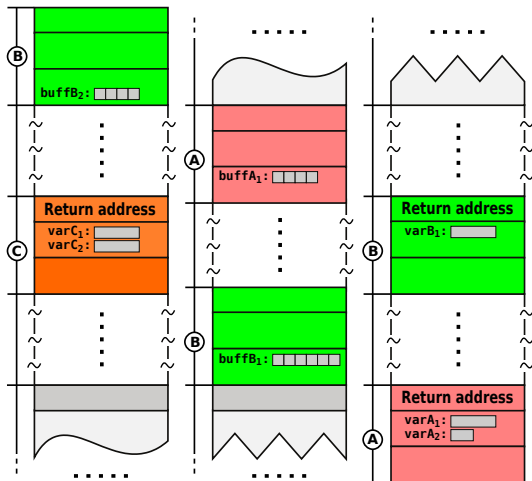 B
buffB₂:
Return address
varC₁:
varC₂:
C
A
buffA₁:
B
buffB₁:
Return address
varB₁:
B
Return address
varA₁:
varA₂:
A